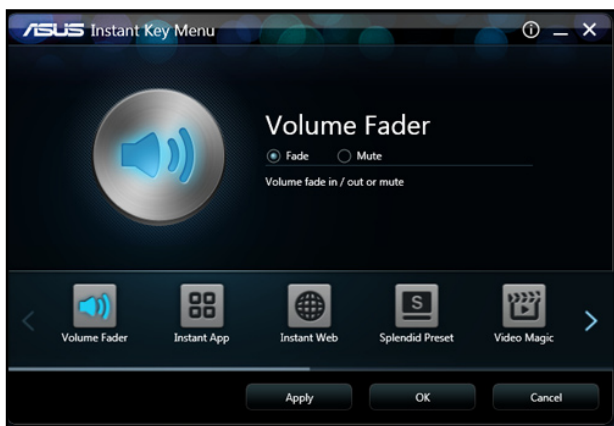 ASUS Instant Key Menu
Volume Fader
Fade Mute
Volume fade in / out or mute
S
Volume Fader Instant App Instant Web Splendid Preset Video Magic
Apply OK Cancel